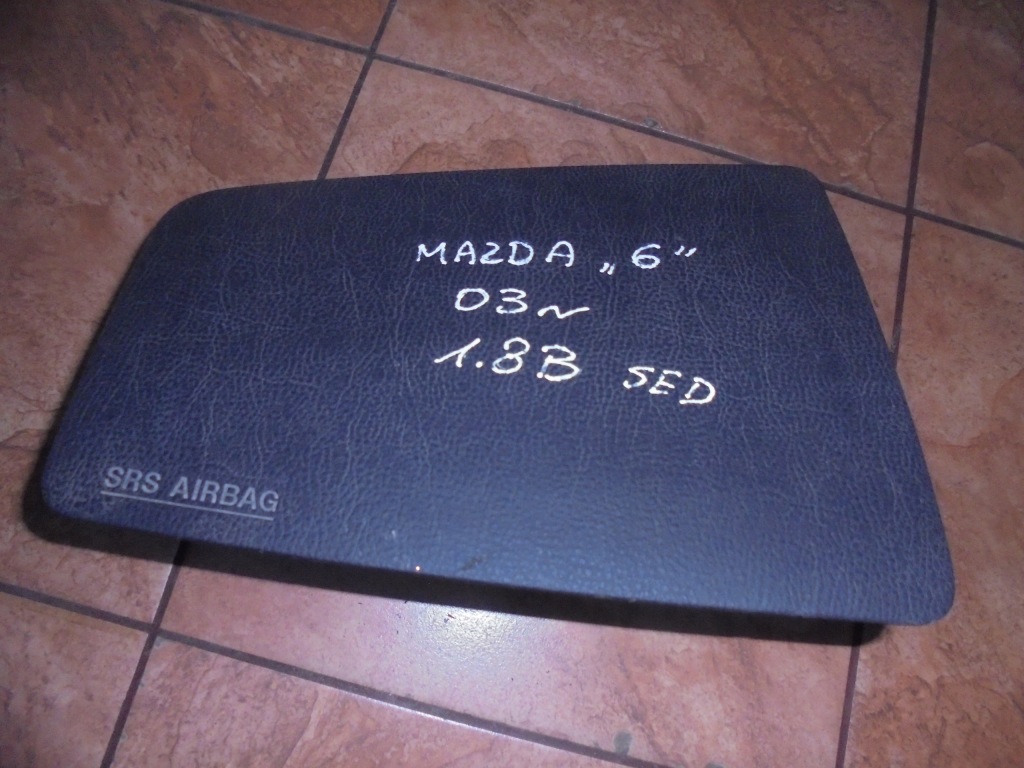 MAZDA „6”
03~
1.8B SED
SRS AIRBAG